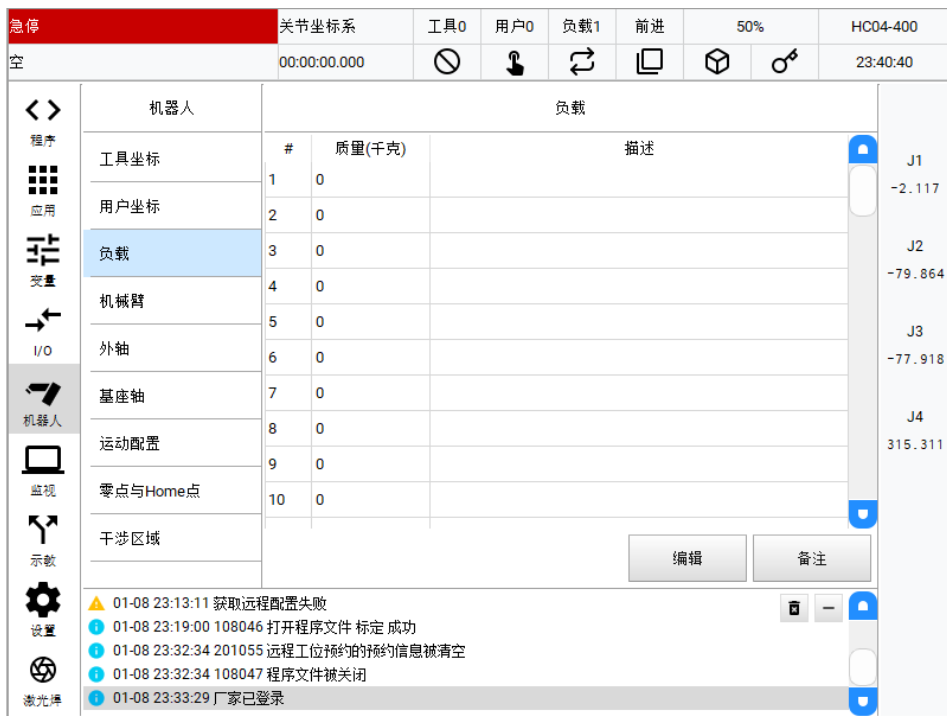 急停 关节坐标系 工具0 用户0 负载1 前进 50% HC04-400
空 00:00:00.000 23:40:40
程序
应用
变量
I/O
机器人
监视
示教
设置
激光焊
机器人
工具坐标
用户坐标
负载
机械臂
外轴
基座轴
运动配置
零点与Home点
干涉区域
负载
# 质量(千克) 描述
1 0
2 0
3 0
4 0
5 0
6 0
7 0
8 0
9 0
10 0
编辑 备注
J1
-2.117
J2
-79.864
J3
-77.918
J4
315.311
01-08 23:13:11 获取远程配置失败
01-08 23:19:00 108046 打开程序文件 标定 成功
01-08 23:32:34 201055 远程工位预约的预约信息被清空
01-08 23:32:34 108047 程序文件被关闭
01-08 23:33:29 厂家已登录